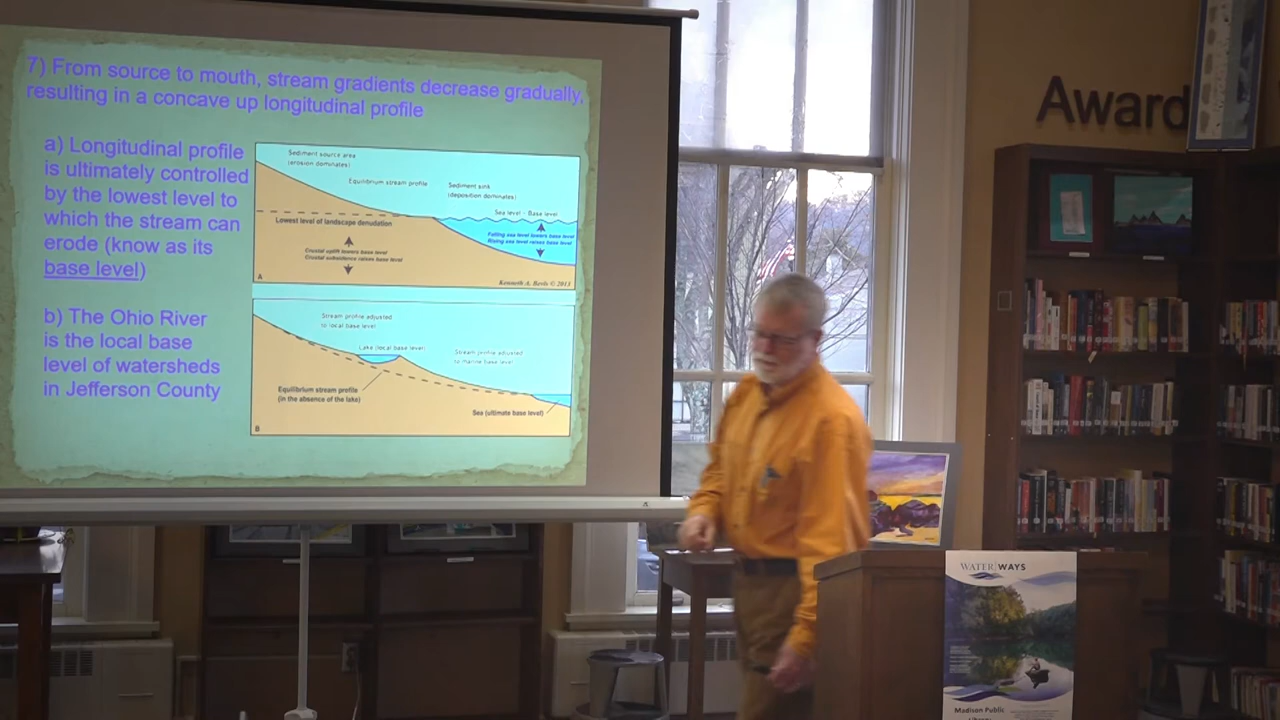 7) From source to mouth, stream gradients decrease gradually,
resulting in a concave up longitudinal profile
a) Longitudinal profile
is ultimately controlled
by the lowest level to
which the stream can
erode (know as its
base level)
b) The Ohio River
is the local base
level of watersheds
in Jefferson County
Sediment source area
(erosion dominates)
Equilibrium stream profile
Sediment sink
(deposition dominates)
Sea level - Base level
Lowest level of landscape denudation
Falling sea level lowers base level
Rising sea level raises base level
Crustal uplift lowers base level
Crustal subsidence raises base level
A
Kenneth A. Bevis © 2013
Stream profile adjusted
to local base level
Lake (local base level)
Stream profile adjusted
to marine base level
Equilibrium stream profile
(in the absence of the lake)
Sea (ultimate base level)
B
Award
WATER/WAYS
Madison Public
Library